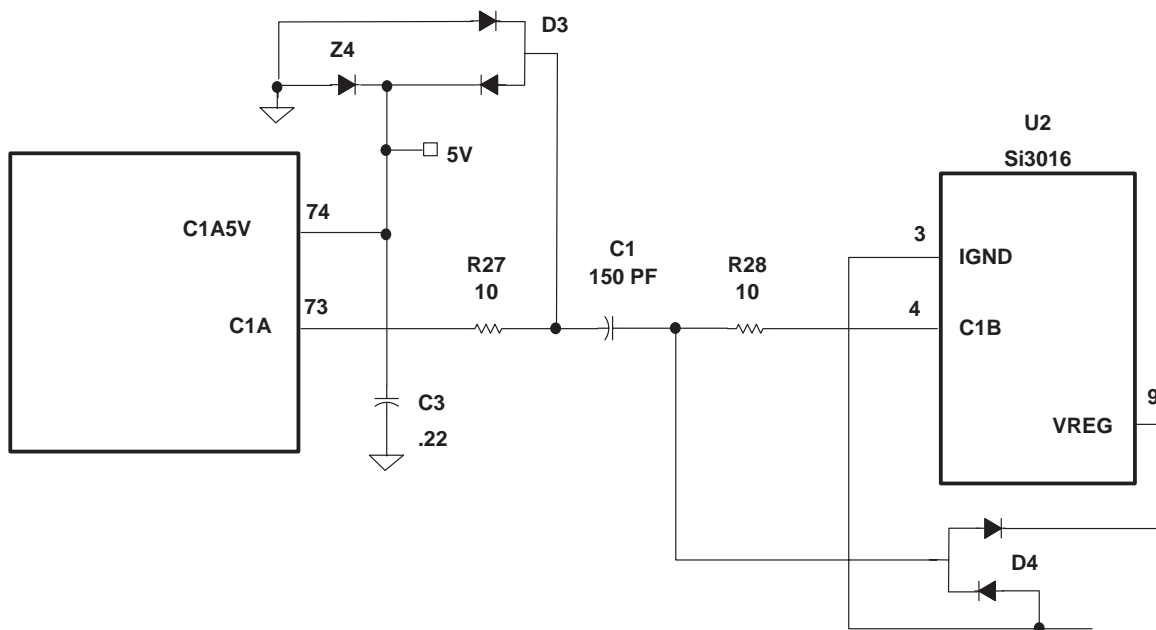 D3
Z4
5V
U2
Si3016
C1A5V
74
3
IGND
C1
150 PF
R27
10
R28
10
73
C1A
4
C1B
C3
.22
9
VREG
D4